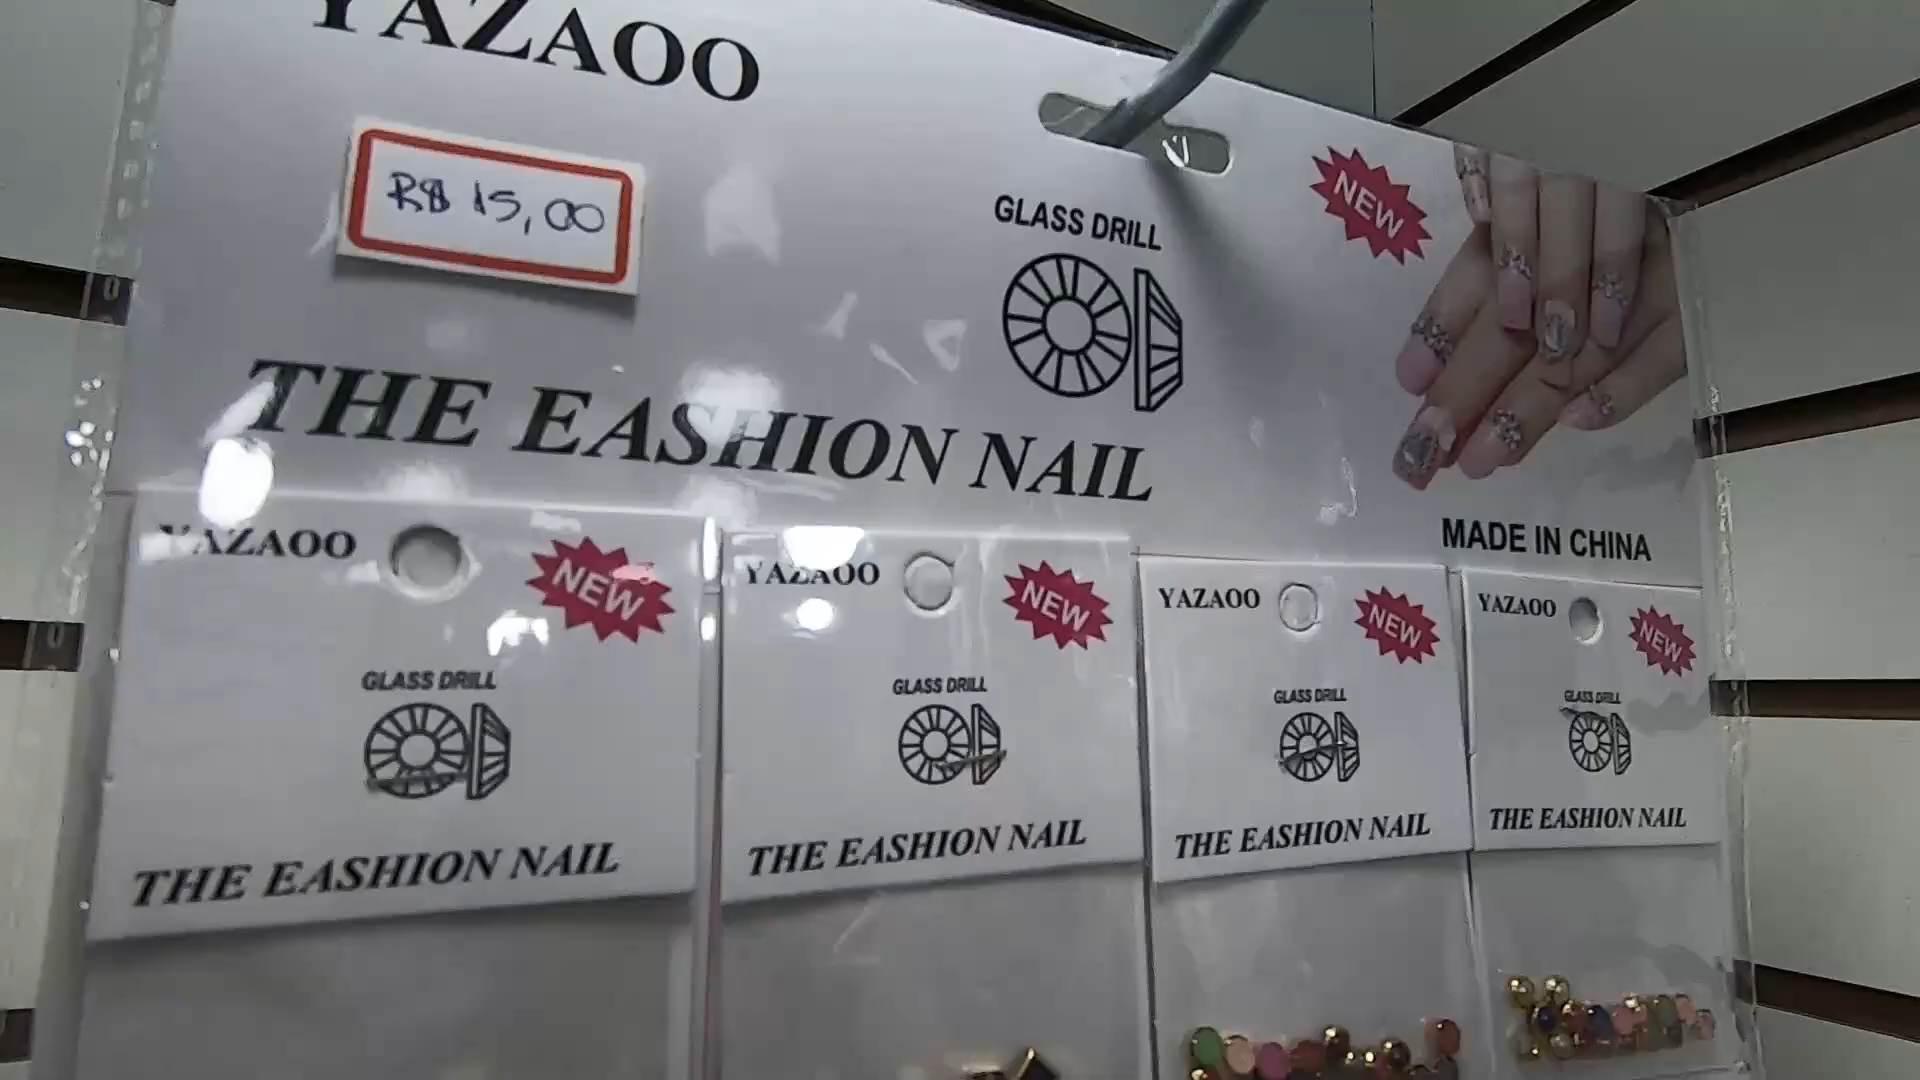 YAZAOO
R$ 15,00
GLASS DRILL
NEW
THE EASHION NAIL
MADE IN CHINA
YAZAOO
NEW
GLASS DRILL
THE EASHION NAIL
YAZAOO
NEW
GLASS DRILL
THE EASHION NAIL
YAZAOO
NEW
GLASS DRILL
THE EASHION NAIL
YAZAOO
NEW
GLASS DRILL
THE EASHION NAIL